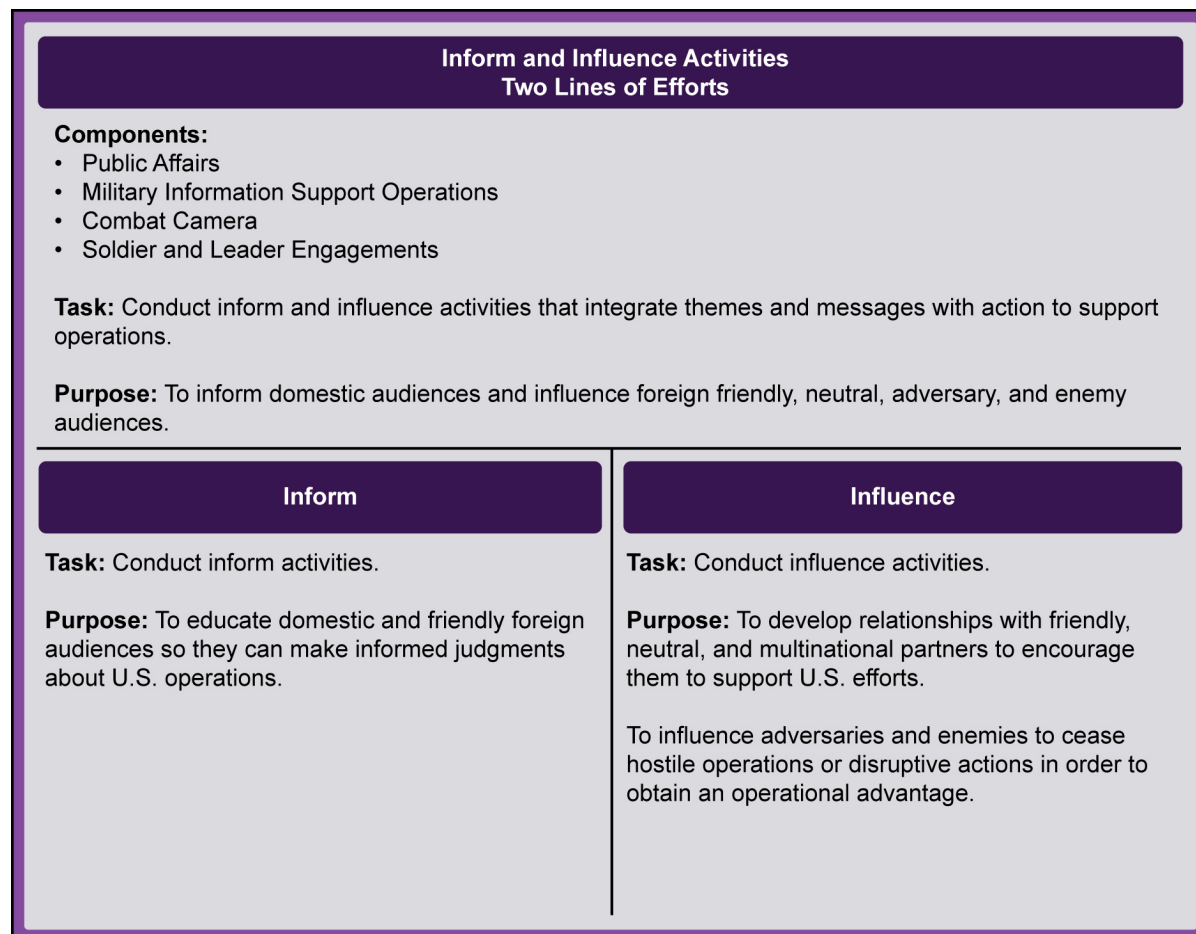 Inform and Influence Activities
Two Lines of Efforts
Components:
• Public Affairs
• Military Information Support Operations
• Combat Camera
• Soldier and Leader Engagements
Task: Conduct inform and influence activities that integrate themes and messages with action to support
operations.
Purpose: To inform domestic audiences and influence foreign friendly, neutral, adversary, and enemy
audiences.
Inform
Task: Conduct inform activities.
Purpose: To educate domestic and friendly foreign
audiences so they can make informed judgments
about U.S. operations.
Influence
Task: Conduct influence activities.
Purpose: To develop relationships with friendly,
neutral, and multinational partners to encourage
them to support U.S. efforts.
To influence adversaries and enemies to cease
hostile operations or disruptive actions in order to
obtain an operational advantage.